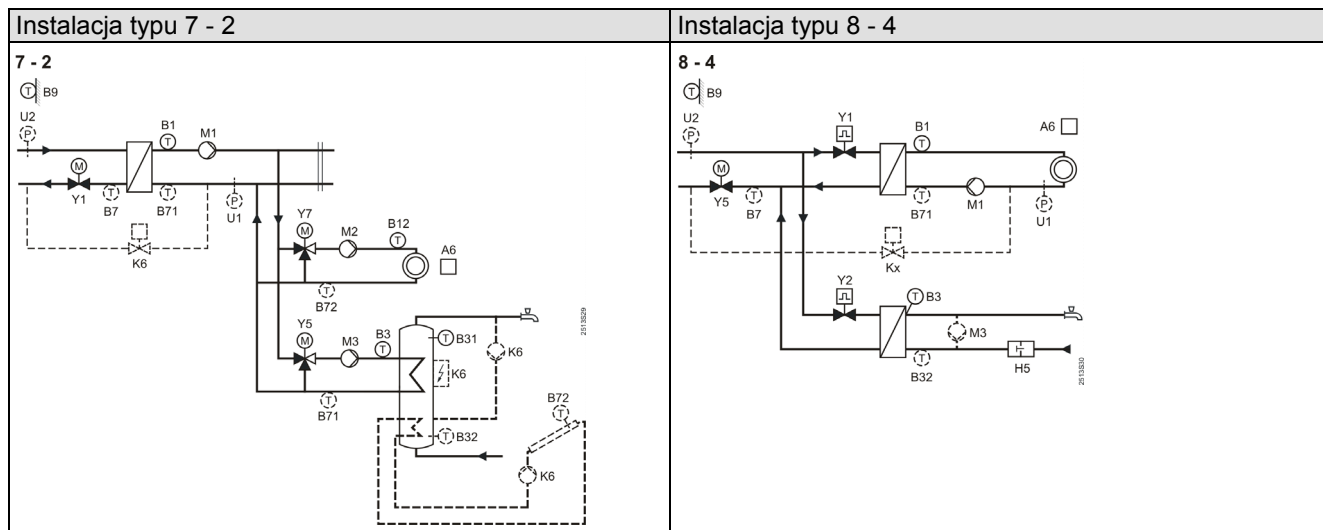 Instalacja typu 7 - 2
7 - 2
T B9
U2
P
B1
T
M1
M
Y1
T
B7
T
B71
P
U1
K6
Y7
M
M2
B12
T
A6
T
B72
Y5
M
M3
B3
T
T B31
K6
K6
T
B71
T B32
B72
T
K6
2513S29
Instalacja typu 8 - 4
8 - 4
T B9
U2
P
Y1
B1
T
A6
M
Y5
T
B7
T
B71
M1
P
U1
Kx
Y2
T B3
M3
T
B32
H5
2513S30